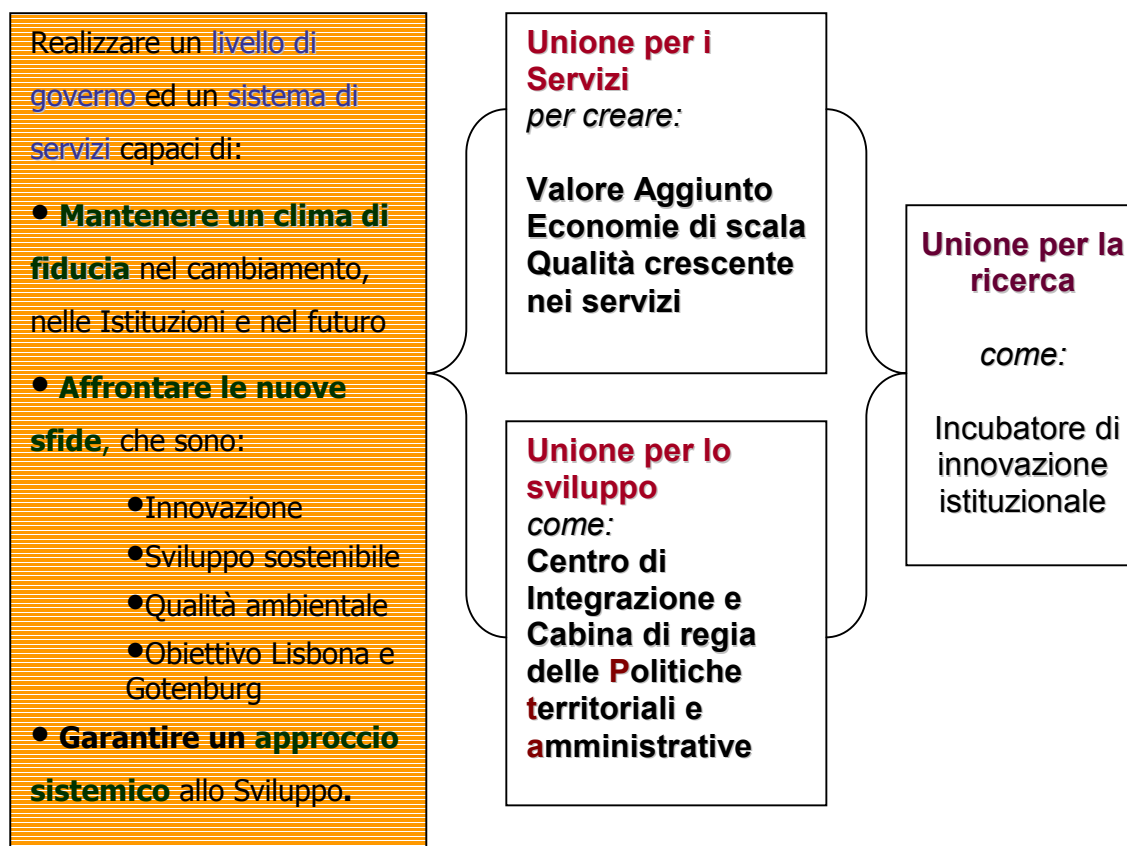 Realizzare un livello di
governo ed un sistema di
servizi capaci di:
• Mantenere un clima di
fiducia nel cambiamento,
nelle Istituzioni e nel futuro
• Affrontare le nuove
sfide, che sono:
•Innovazione
•Sviluppo sostenibile
•Qualità ambientale
•Obiettivo Lisbona e
Gotenburg
• Garantire un approccio
sistemico allo Sviluppo.
Unione per i
Servizi
per creare:
Valore Aggiunto
Economie di scala
Qualità crescente
nei servizi
Unione per lo
sviluppo
come:
Centro di
Integrazione e
Cabina di regia
delle Politiche
territoriali e
amministrative
Unione per la
ricerca
come:
Incubatore di
innovazione
istituzionale